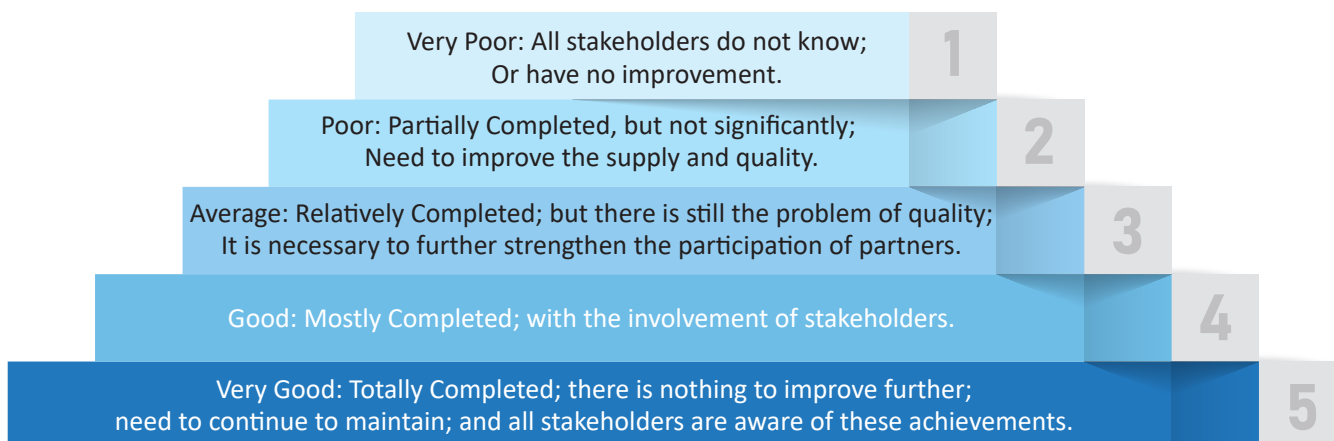 Very Poor: All stakeholders do not know;
Or have no improvement.
1
Poor: Partially Completed, but not significantly;
Need to improve the supply and quality.
2
Average: Relatively Completed; but there is still the problem of quality;
It is necessary to further strengthen the participation of partners.
3
Good: Mostly Completed; with the involvement of stakeholders.
4
Very Good: Totally Completed; there is nothing to improve further;
need to continue to maintain; and all stakeholders are aware of these achievements.
5